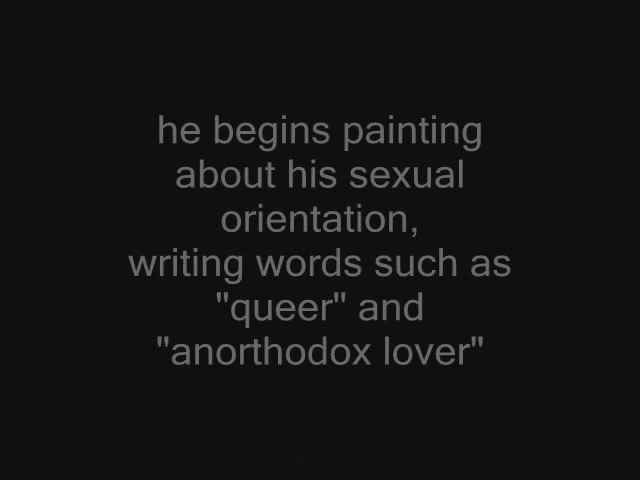 he begins painting
about his sexual
orientation,
writing words such as
"queer" and
"anorthodox lover"